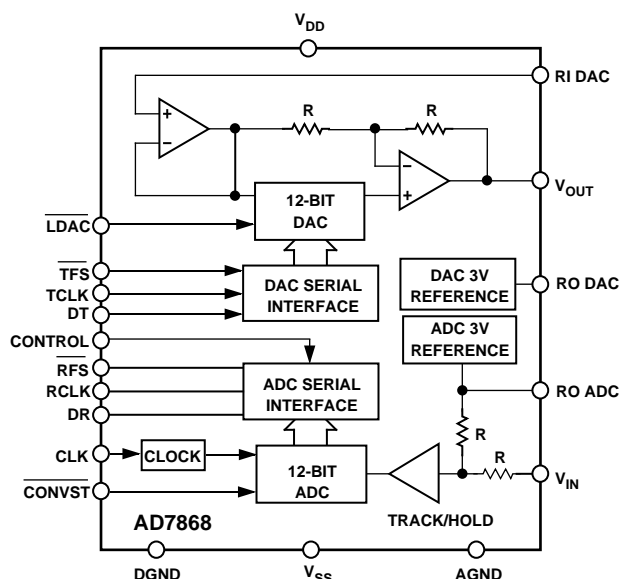 VDD
RI DAC
R
R
+
−
−
+
12-BIT
DAC
VOUT
LDAC
TFS
TCLK
DT
DAC SERIAL
INTERFACE
DAC 3V
REFERENCE
RO DAC
CONTROL
ADC 3V
REFERENCE
RFS
RCLK
DR
ADC SERIAL
INTERFACE
RO ADC
R
CLK
CLOCK
12-BIT
ADC
R
VIN
CONVST
AD7868
TRACK/HOLD
DGND
VSS
AGND